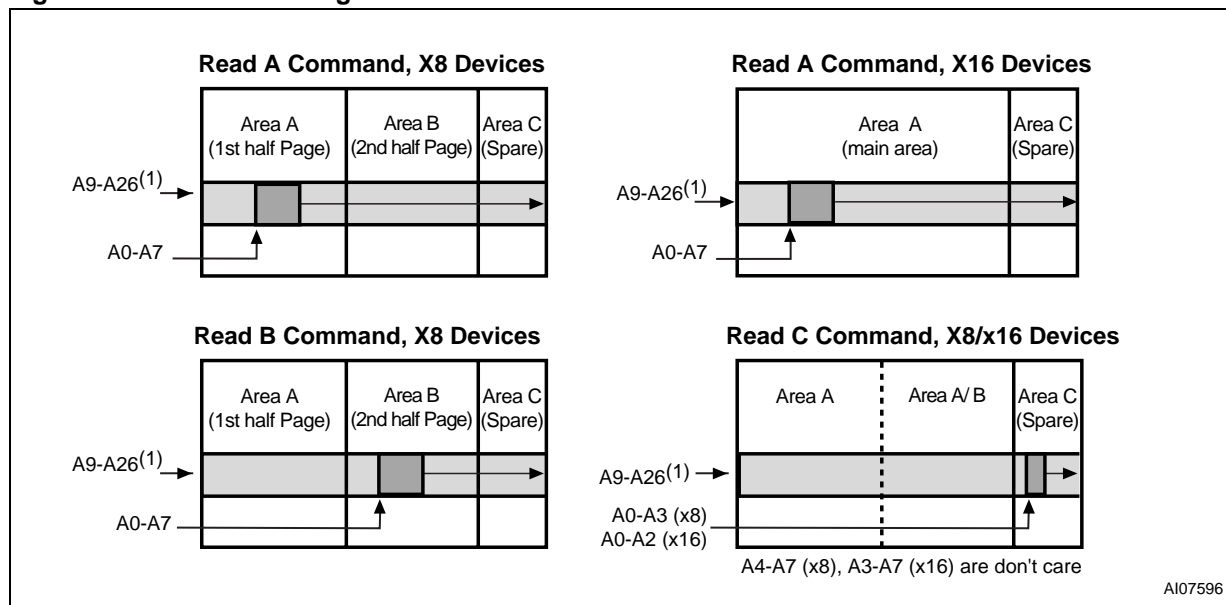 Read A Command, X8 Devices
Area A
(1st half Page)
Area B
(2nd half Page)
Area C
(Spare)
A9-A26(1)
A0-A7
Read A Command, X16 Devices
Area A
(main area)
Area C
(Spare)
A9-A26(1)
A0-A7
Read B Command, X8 Devices
Area A
(1st half Page)
Area B
(2nd half Page)
Area C
(Spare)
A9-A26(1)
A0-A7
Read C Command, X8/x16 Devices
Area A
Area A/ B
Area C
(Spare)
A9-A26(1)
A0-A3 (x8)
A0-A2 (x16)
A4-A7 (x8), A3-A7 (x16) are don't care
AI07596